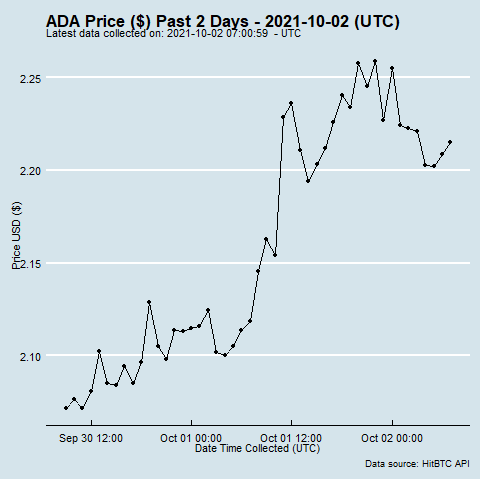 ADA Price ($) Past 2 Days - 2021-10-02 (UTC)
Latest data collected on: 2021-10-02 07:00:59 - UTC
2.25
2.20
2.15
2.10
Price USD ($)
Sep 30 12:00
Oct 01 00:00
Oct 01 12:00
Oct 02 00:00
Date Time Collected (UTC)
Data source: HitBTC API